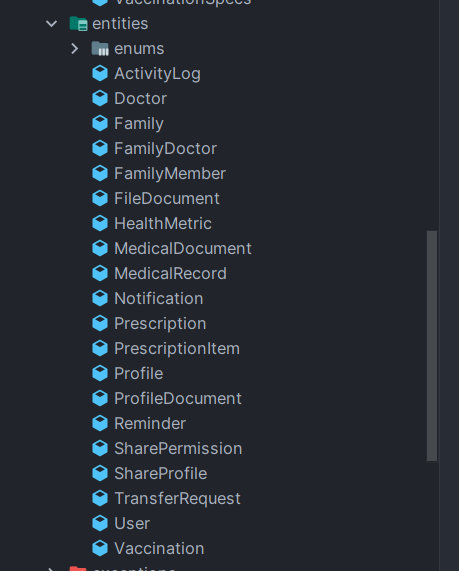 VaccinationSpecs
entities
enums
ActivityLog
Doctor
Family
FamilyDoctor
FamilyMember
FileDocument
HealthMetric
MedicalDocument
MedicalRecord
Notification
Prescription
PrescriptionItem
Profile
ProfileDocument
Reminder
SharePermission
ShareProfile
TransferRequest
User
Vaccination
exceptions